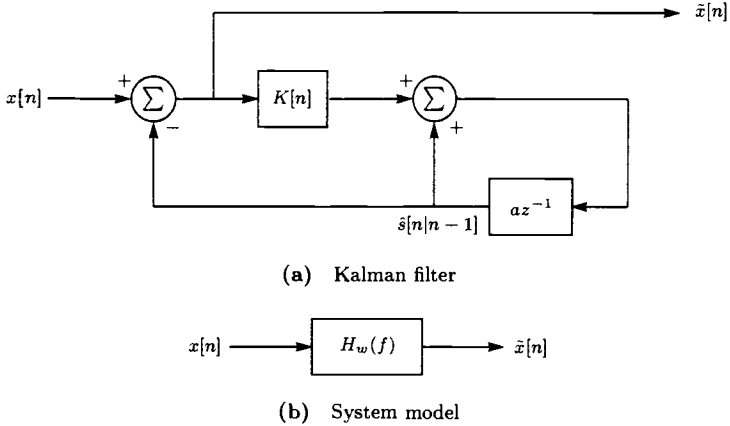 x̃[n]
x[n]
+
∑
−
K[n]
+
∑
+
ŝ[n|n − 1]
az⁻¹
(a) Kalman filter
x[n]
H_w(f)
x̃[n]
(b) System model